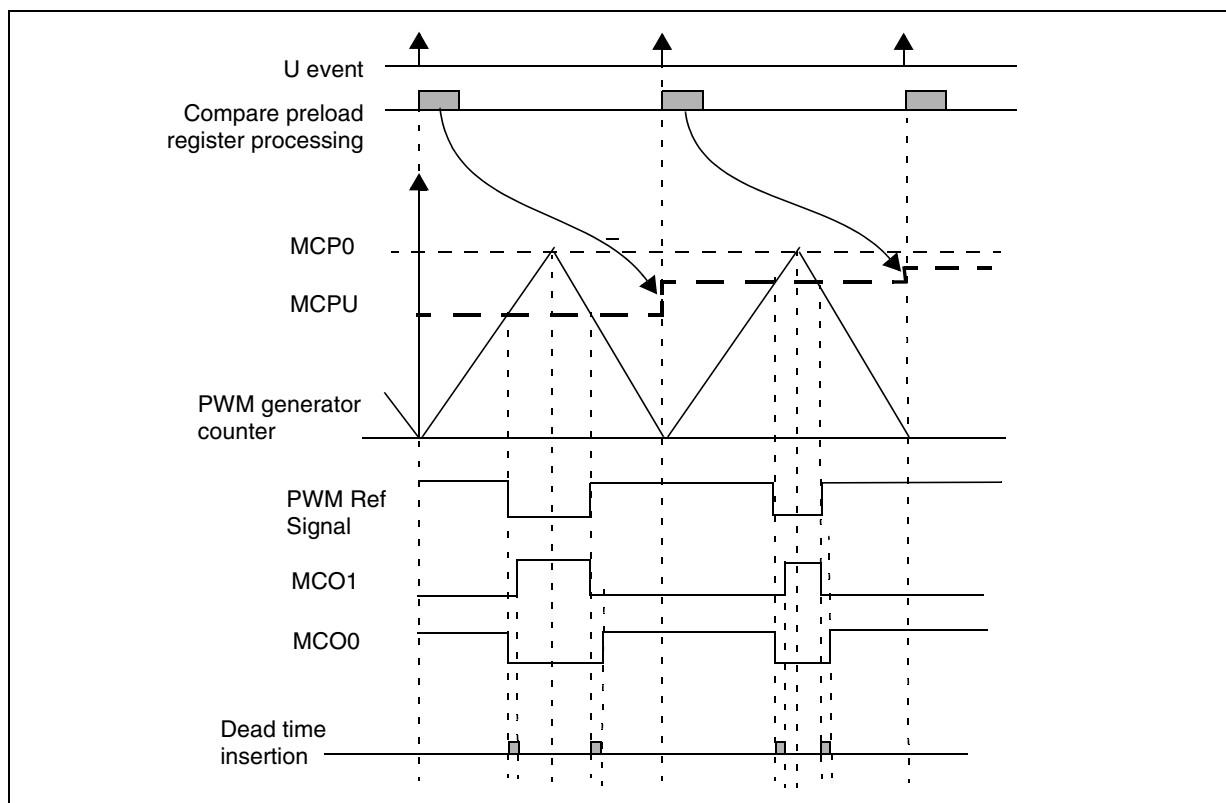 U event
Compare preload
register processing
MCP0
MCPU
PWM generator
counter
PWM Ref
Signal
MCO1
MCO0
Dead time
insertion